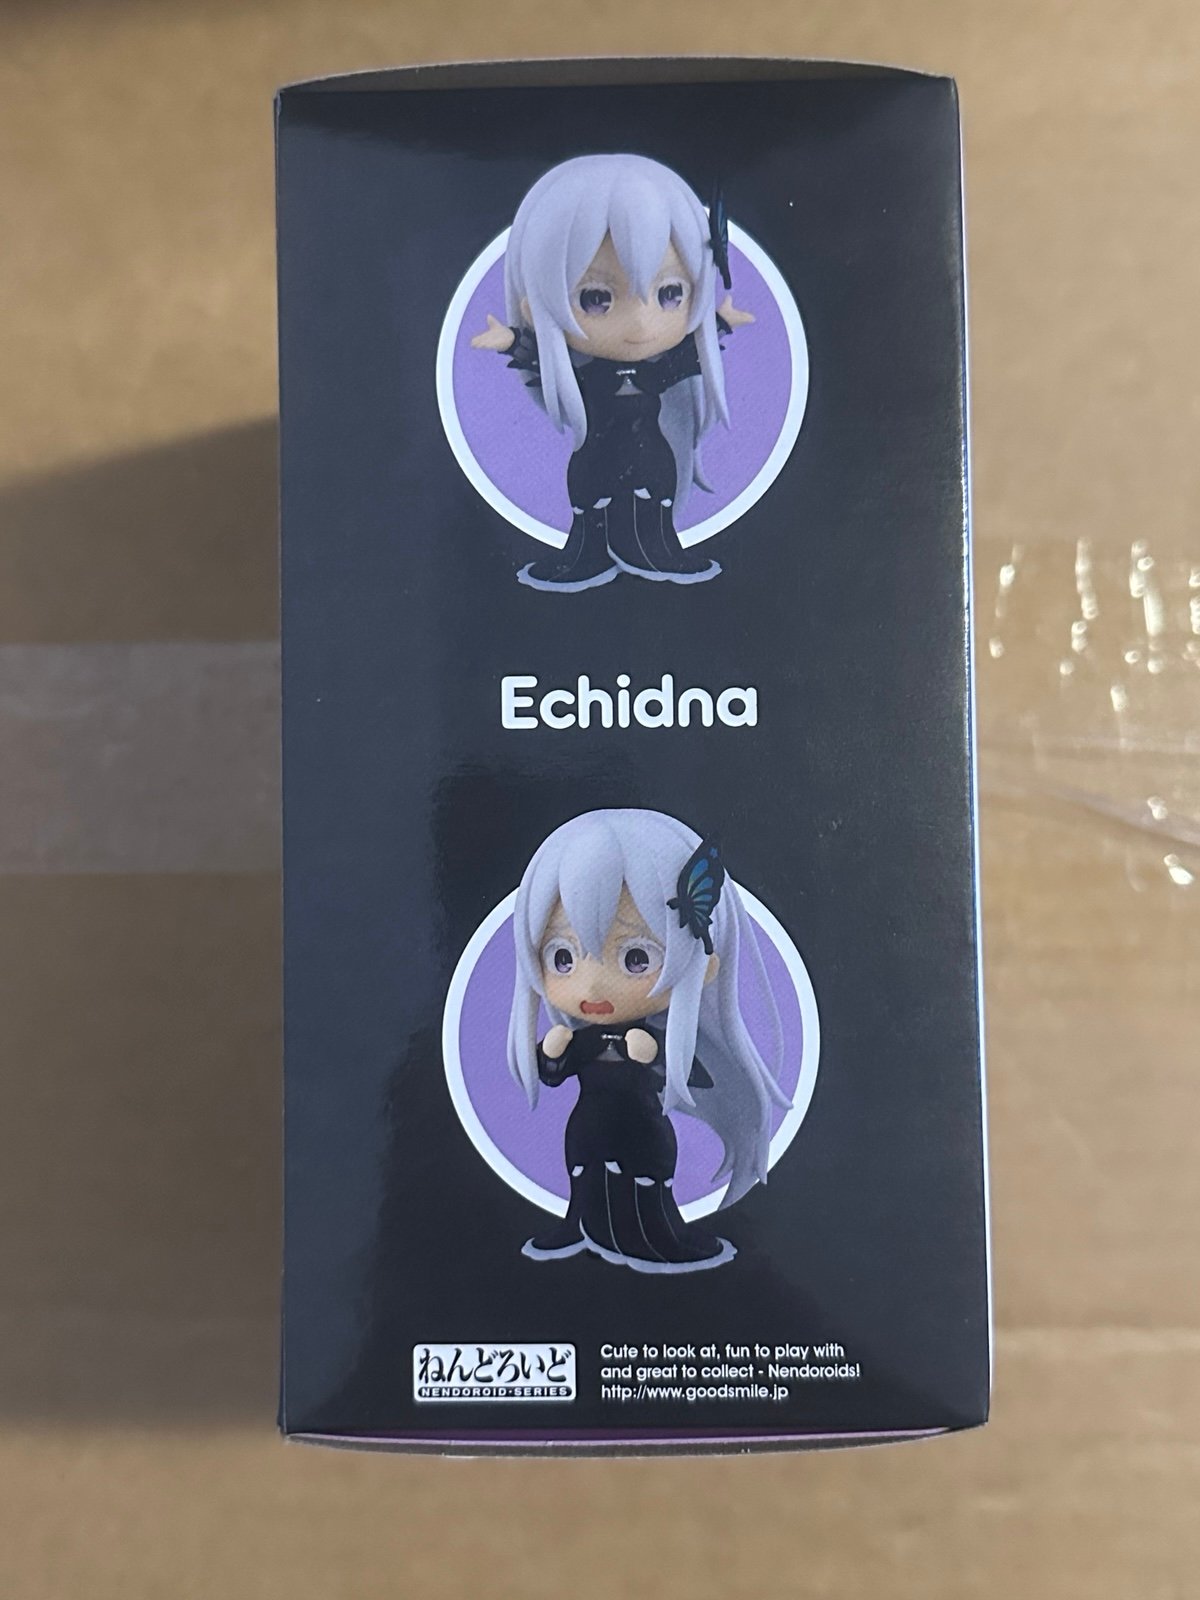 Echidna
ねんどろいど
NENDOROID·SERIES
Cute to look at, fun to play with
and great to collect - Nendoroids!
http://www.goodsmile.jp